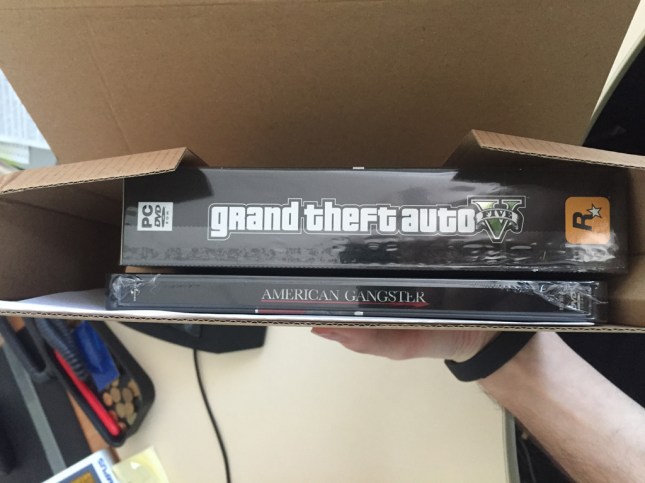 PC
DVD
grand theft auto
FIVE
R
AMERICAN GANGSTER